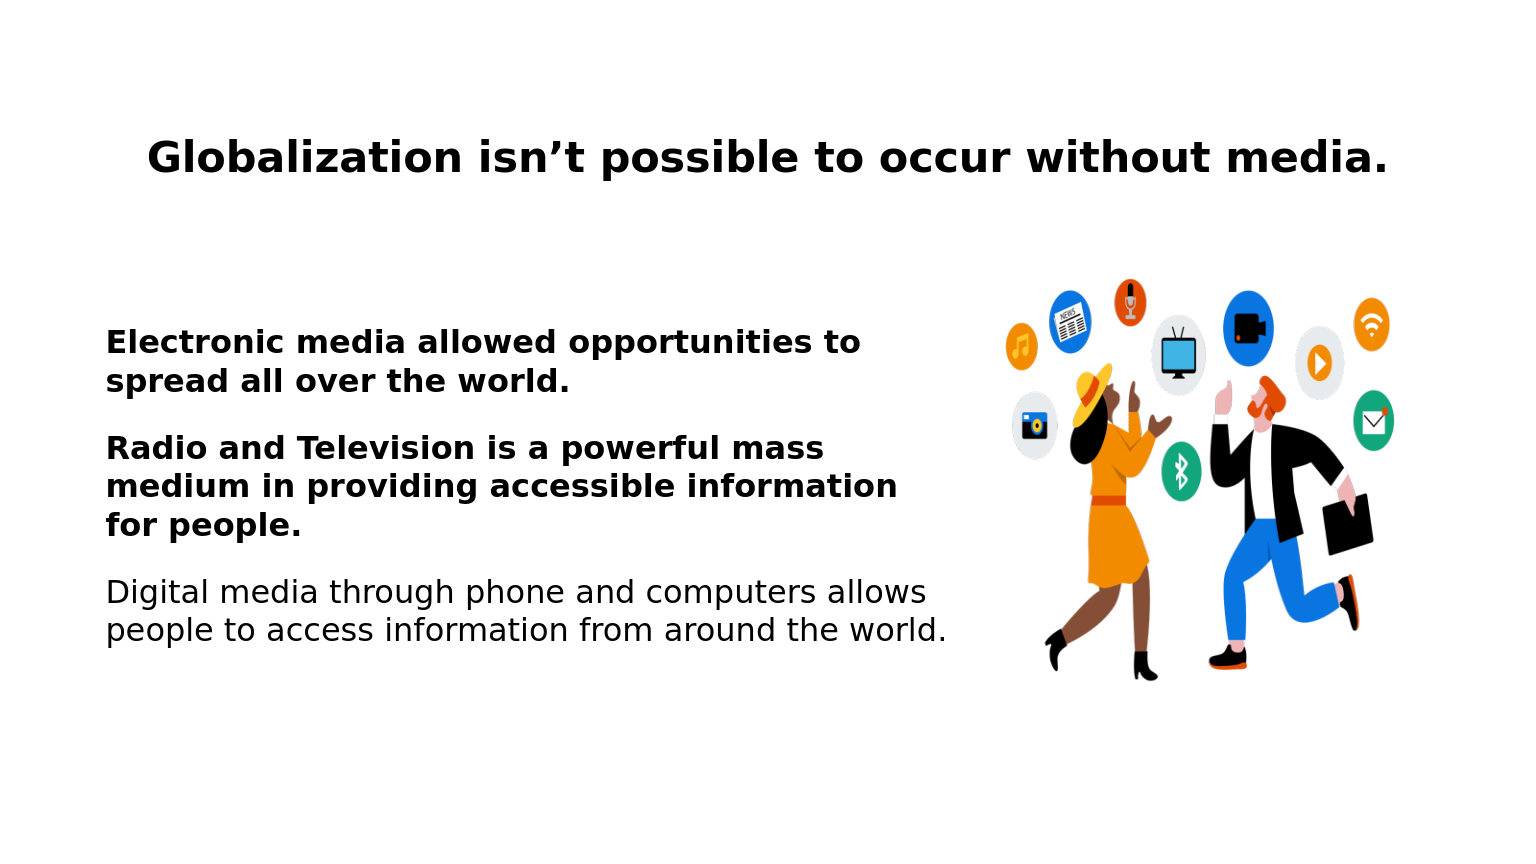 Globalization isn’t possible to occur without media.
Electronic media allowed opportunities to
spread all over the world.
Radio and Television is a powerful mass
medium in providing accessible information
for people.
Digital media through phone and computers allows
people to access information from around the world.
NEWS